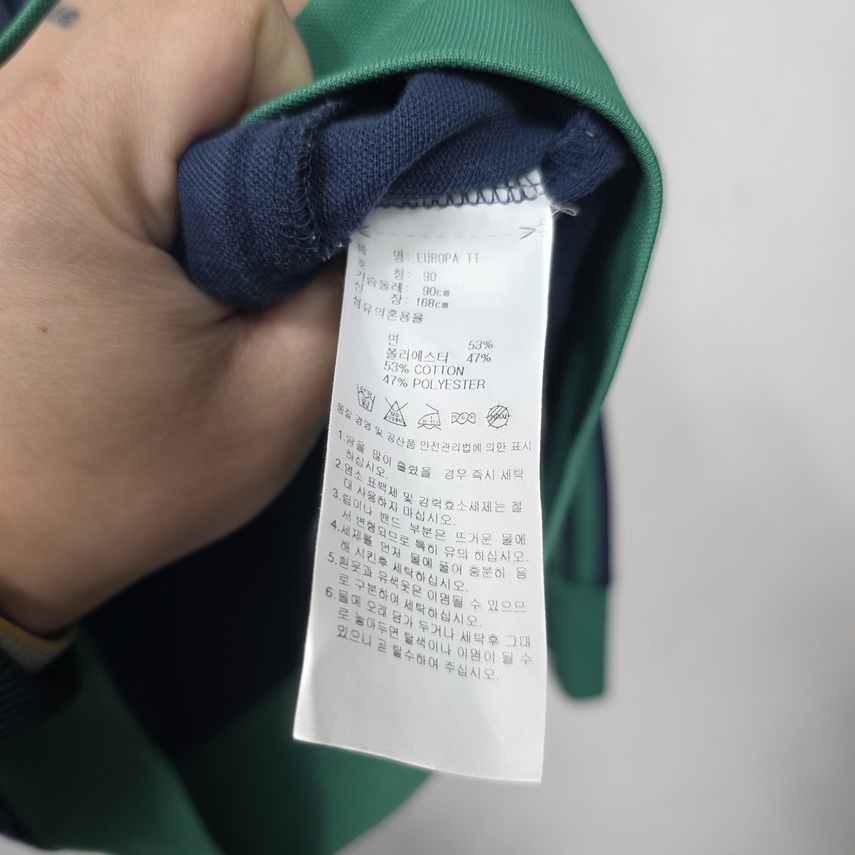 품 명: EUROPA TT
호 칭: 90
가슴둘레: 90cm
신 장: 168cm
섬유의혼용율
면 53%
폴리에스터 47%
53% COTTON
47% POLYESTER
품질 경영 및 공산품 안전관리법에 의한 표시
1.땀을 많이 흘렸을 경우 즉시 세탁
하십시오.
2.염소 표백제 및 강력효소세제는 절
대 사용하지 마십시오.
3.립이나 밴드 부분은 뜨거운 물에
서 변형되므로 특히 유의 하십시오.
4.세제를 먼저 물에 풀어 충분히 용
해 시킨후 세탁하십시오.
5.흰옷과 유색옷은 이염될 수 있으므
로 구분하여 세탁하십시오.
6.물에 오래 담가 두거나 세탁후 그대
로 놓아두면 탈색이나 이염이 될 수
있으니 곧 탈수하여 주십시오.